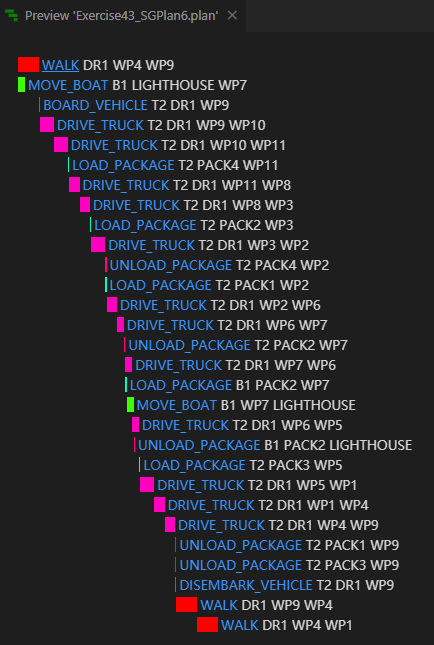 Preview 'Exercise43_SGPlan6.plan' ×
WALK DR1 WP4 WP9
MOVE_BOAT B1 LIGHTHOUSE WP7
BOARD_VEHICLE T2 DR1 WP9
DRIVE_TRUCK T2 DR1 WP9 WP10
DRIVE_TRUCK T2 DR1 WP10 WP11
LOAD_PACKAGE T2 PACK4 WP11
DRIVE_TRUCK T2 DR1 WP11 WP8
DRIVE_TRUCK T2 DR1 WP8 WP3
LOAD_PACKAGE T2 PACK2 WP3
DRIVE_TRUCK T2 DR1 WP3 WP2
UNLOAD_PACKAGE T2 PACK4 WP2
LOAD_PACKAGE T2 PACK1 WP2
DRIVE_TRUCK T2 DR1 WP2 WP6
DRIVE_TRUCK T2 DR1 WP6 WP7
UNLOAD_PACKAGE T2 PACK2 WP7
DRIVE_TRUCK T2 DR1 WP7 WP6
LOAD_PACKAGE B1 PACK2 WP7
MOVE_BOAT B1 WP7 LIGHTHOUSE
DRIVE_TRUCK T2 DR1 WP6 WP5
UNLOAD_PACKAGE B1 PACK2 LIGHTHOUSE
LOAD_PACKAGE T2 PACK3 WP5
DRIVE_TRUCK T2 DR1 WP5 WP1
DRIVE_TRUCK T2 DR1 WP1 WP4
DRIVE_TRUCK T2 DR1 WP4 WP9
UNLOAD_PACKAGE T2 PACK1 WP9
UNLOAD_PACKAGE T2 PACK3 WP9
DISEMBARK_VEHICLE T2 DR1 WP9
WALK DR1 WP9 WP4
WALK DR1 WP4 WP1